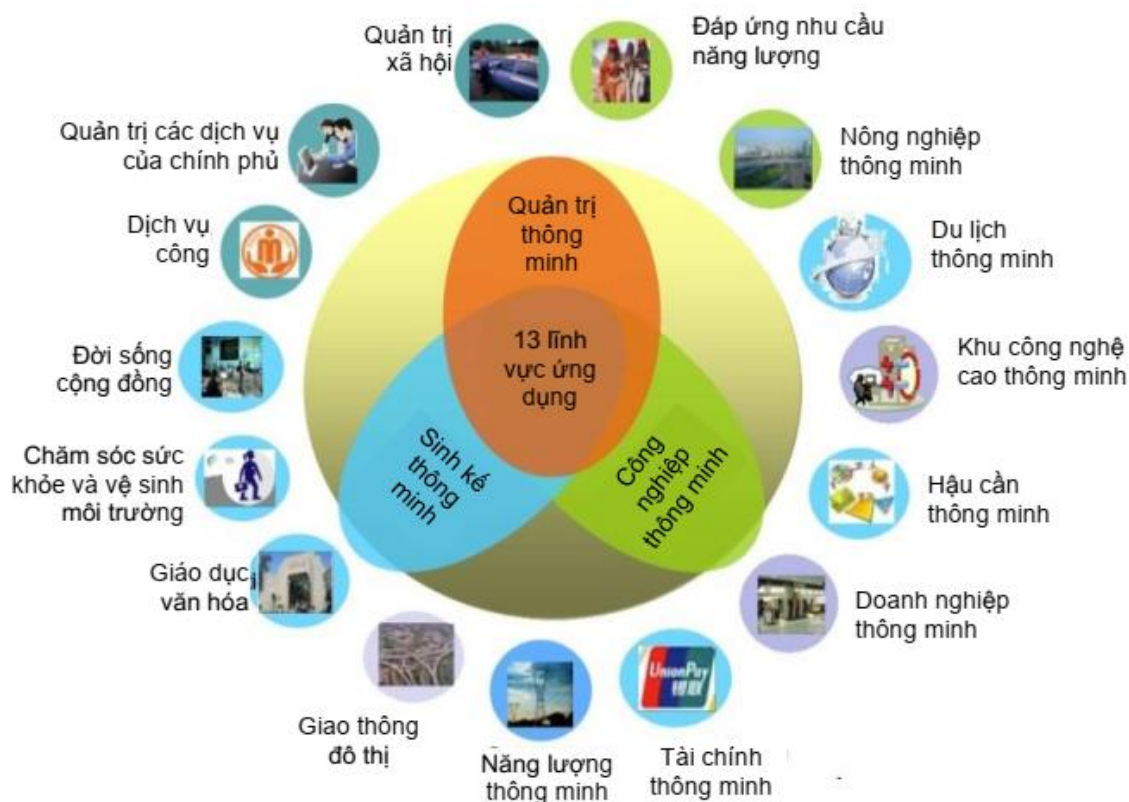 Quản trị
xã hội
Đáp ứng nhu cầu
năng lượng
Quản trị các dịch vụ
của chính phủ
Nông nghiệp
thông minh
Dịch vụ
công
Du lịch
thông minh
Quản trị
thông
minh
13 lĩnh
vực ứng
dụng
Sinh kế
thông
minh
Công
nghiệp
thông minh
Đời sống
cộng đồng
Khu công nghệ
cao thông minh
Chăm sóc sức
khỏe và vệ sinh
môi trường
Hậu cần
thông minh
Giáo dục,
văn hóa
Doanh nghiệp
thông minh
Giao thông
đô thị
Năng lượng
thông minh
UnionPay
银联
Tài chính
thông minh